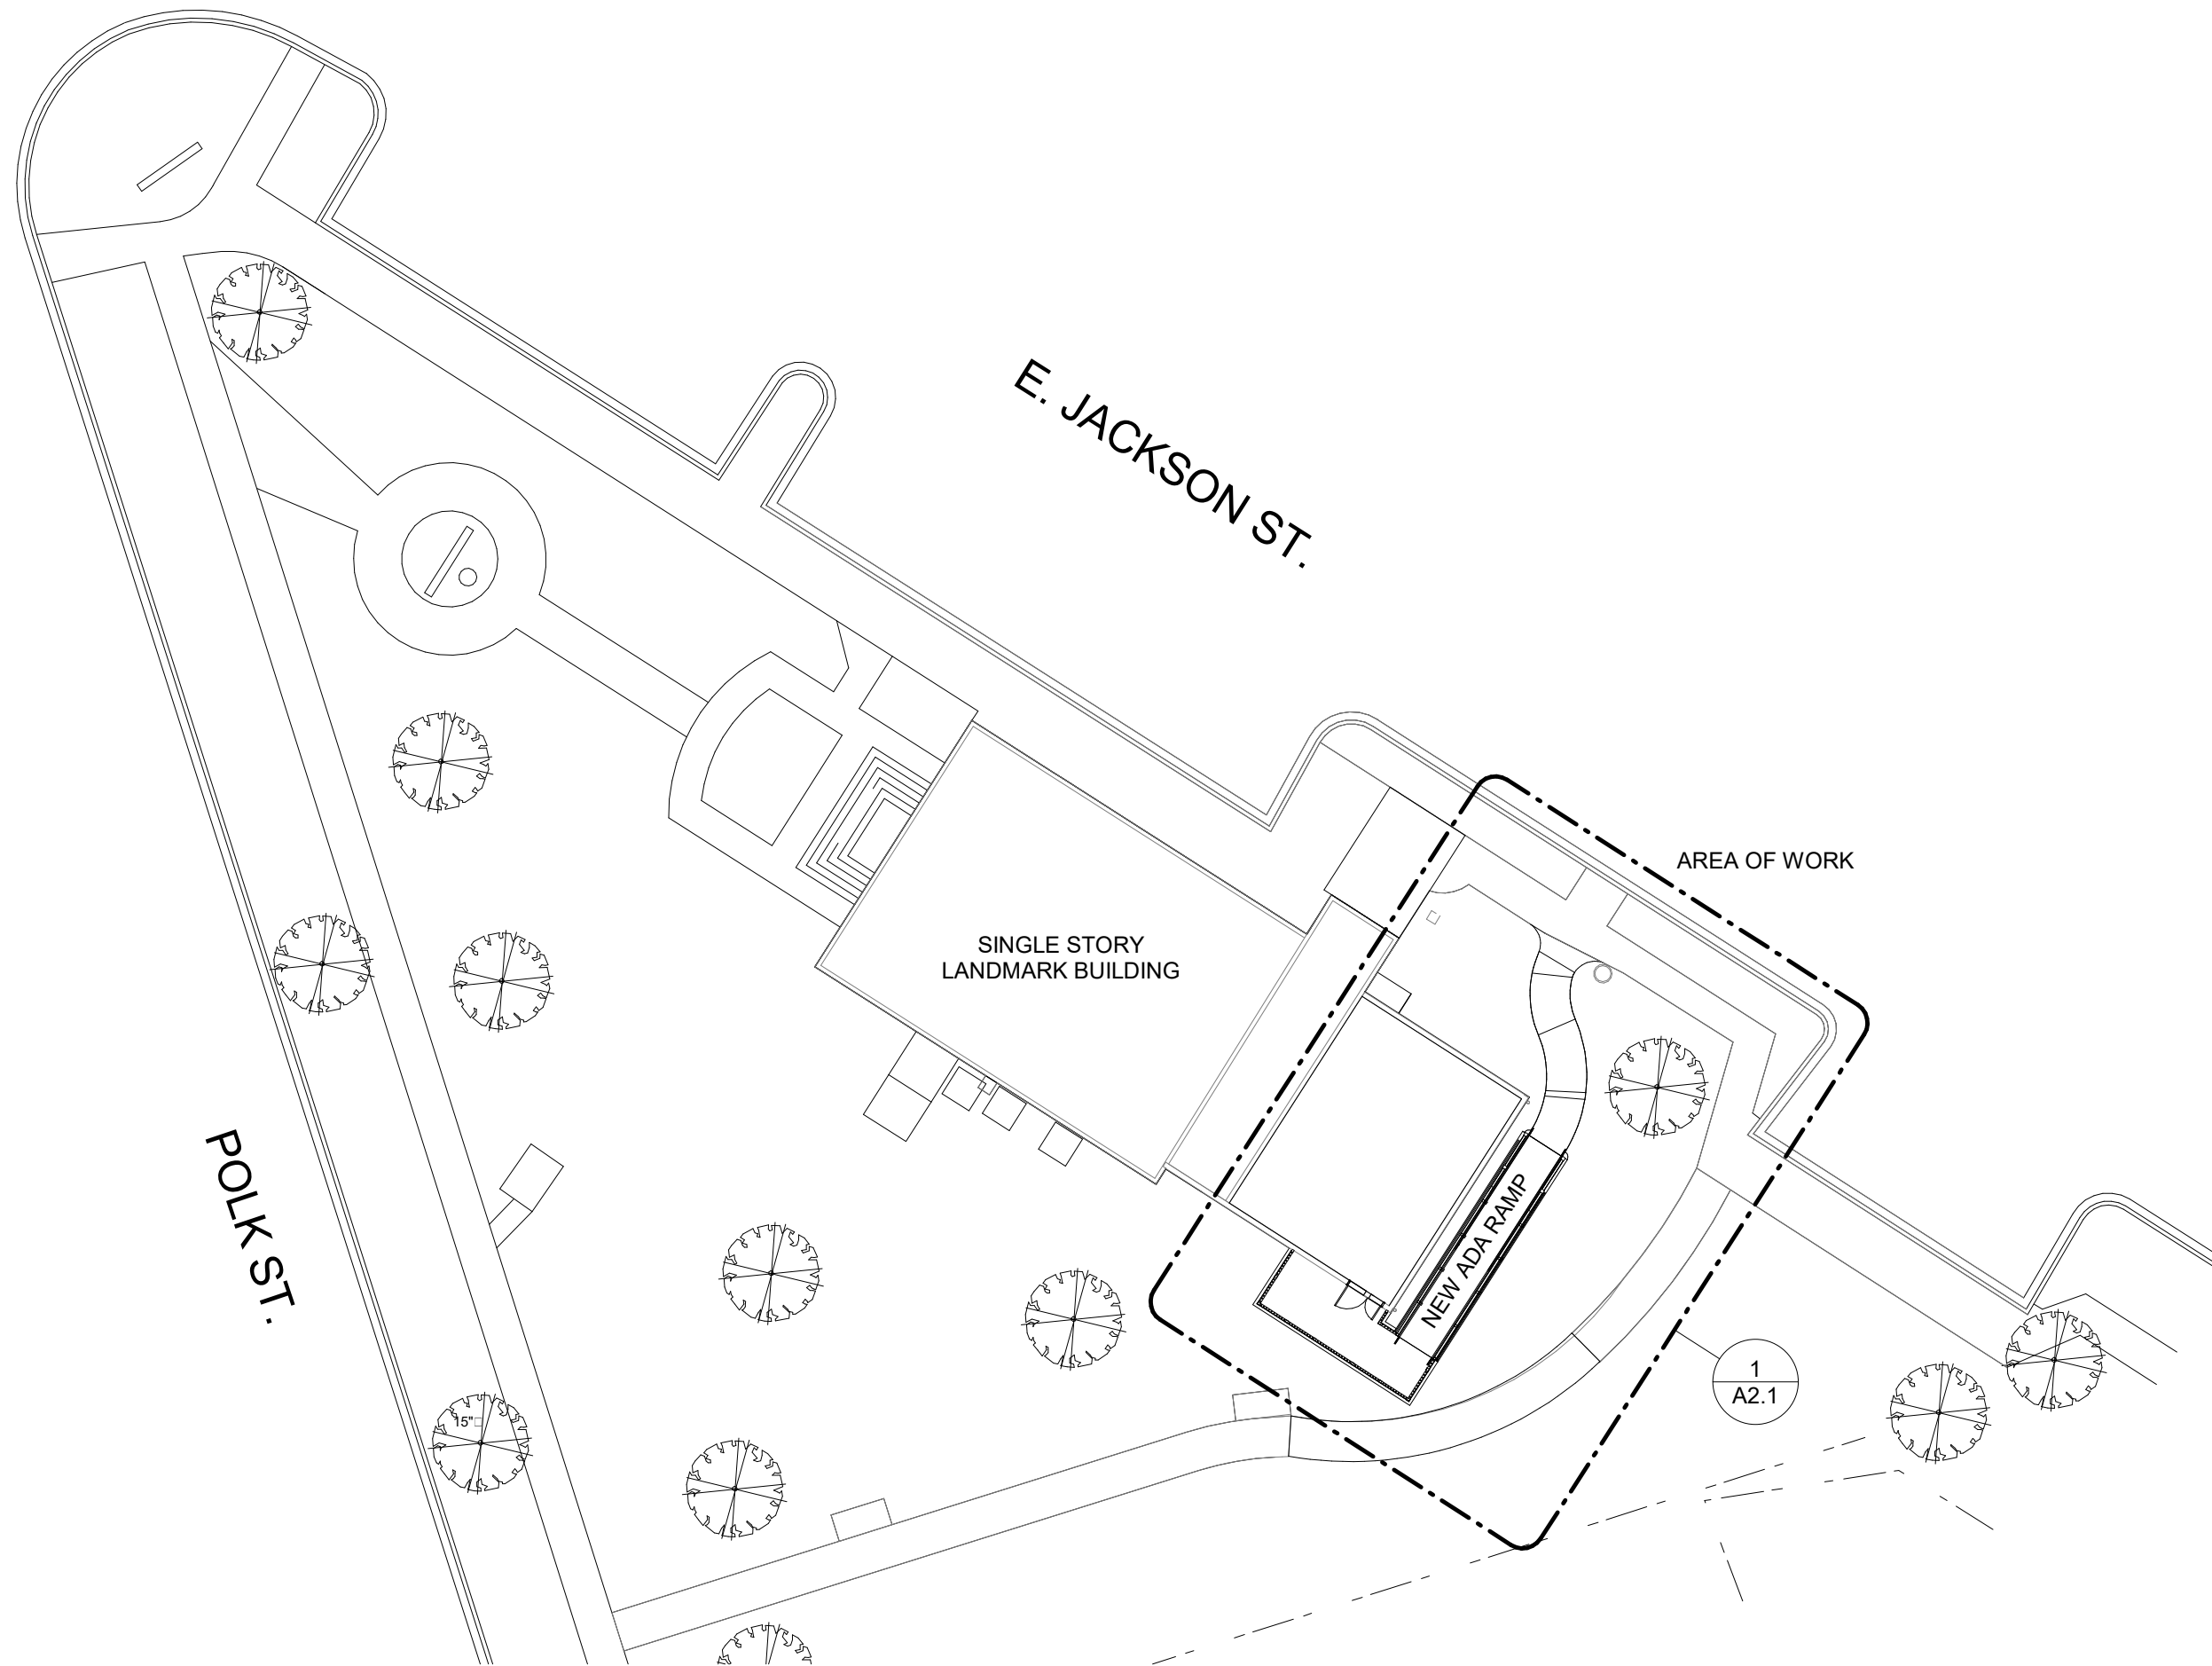 E. JACKSON ST.
AREA OF WORK
SINGLE STORY
LANDMARK BUILDING
NEW ADA RAMP
POLK ST.
1
A2.1
15"